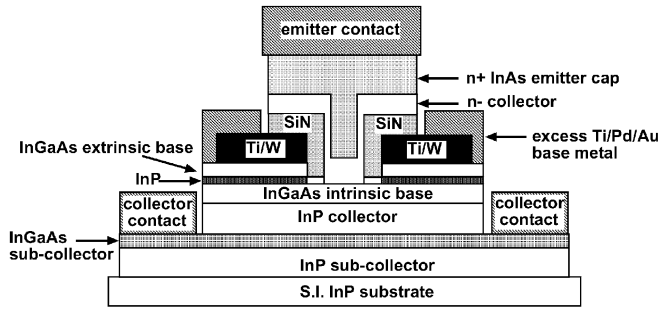 emitter contact
n+ InAs emitter cap
n- collector
SiN
SiN
excess Ti/Pd/Au
base metal
Ti/W
Ti/W
InGaAs extrinsic base
InP
InGaAs intrinsic base
collector
contact
collector
contact
InP collector
InGaAs
sub-collector
InP sub-collector
S.I. InP substrate